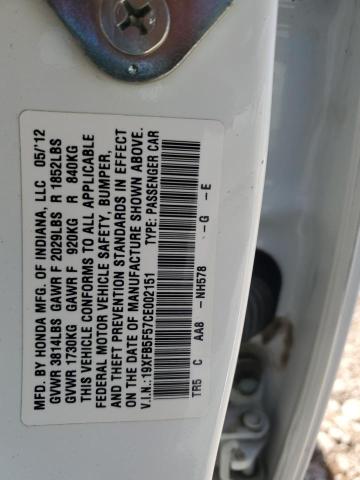 MFD. BY HONDA MFG. OF INDIANA, LLC 05/'12
GVWR 3814LBS GAWR F 2029LBS R 1852LBS
GVWR 1730KG GAWR F 920KG R 840KG
THIS VEHICLE CONFORMS TO ALL APPLICABLE
FEDERAL MOTOR VEHICLE SAFETY, BUMPER,
AND THEFT PREVENTION STANDARDS IN EFFECT
ON THE DATE OF MANUFACTURE SHOWN ABOVE.
V.I.N.: 19XFB5F57CE002151 TYPE: PASSENGER CAR
TR5 C AA8 -NH578 -G -E